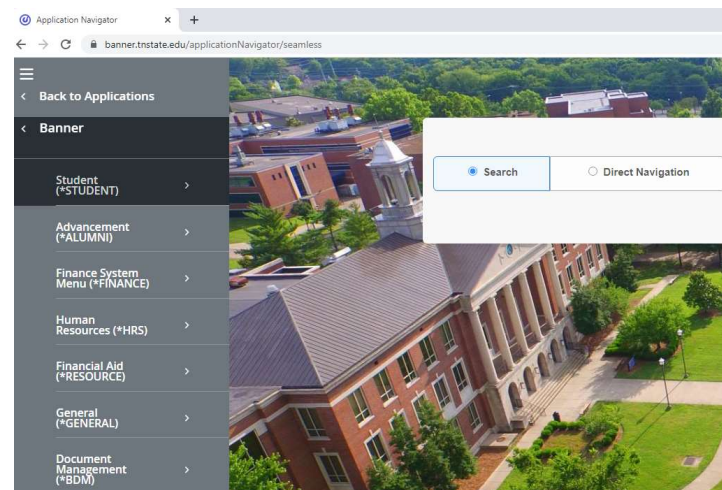 Application Navigator
banner.tnstate.edu/applicationNavigator/seamless
Back to Applications
Banner
Student
(*STUDENT)
Advancement
(*ALUMNI)
Finance System
Menu (*FINANCE)
Human
Resources (*HRS)
Financial Aid
(*RESOURCE)
General
(*GENERAL)
Document
Management
(*BDM)
Search
Direct Navigation